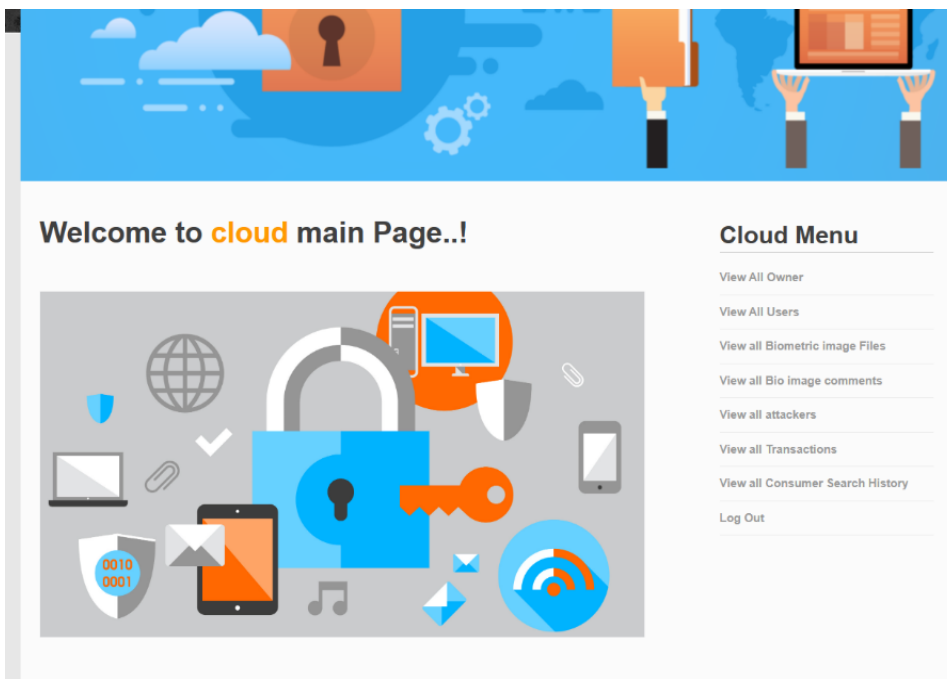 Welcome to cloud main Page..!
Cloud Menu
View All Owner
View All Users
View all Biometric image Files
View all Bio image comments
View all attackers
View all Transactions
View all Consumer Search History
Log Out
0010
0001